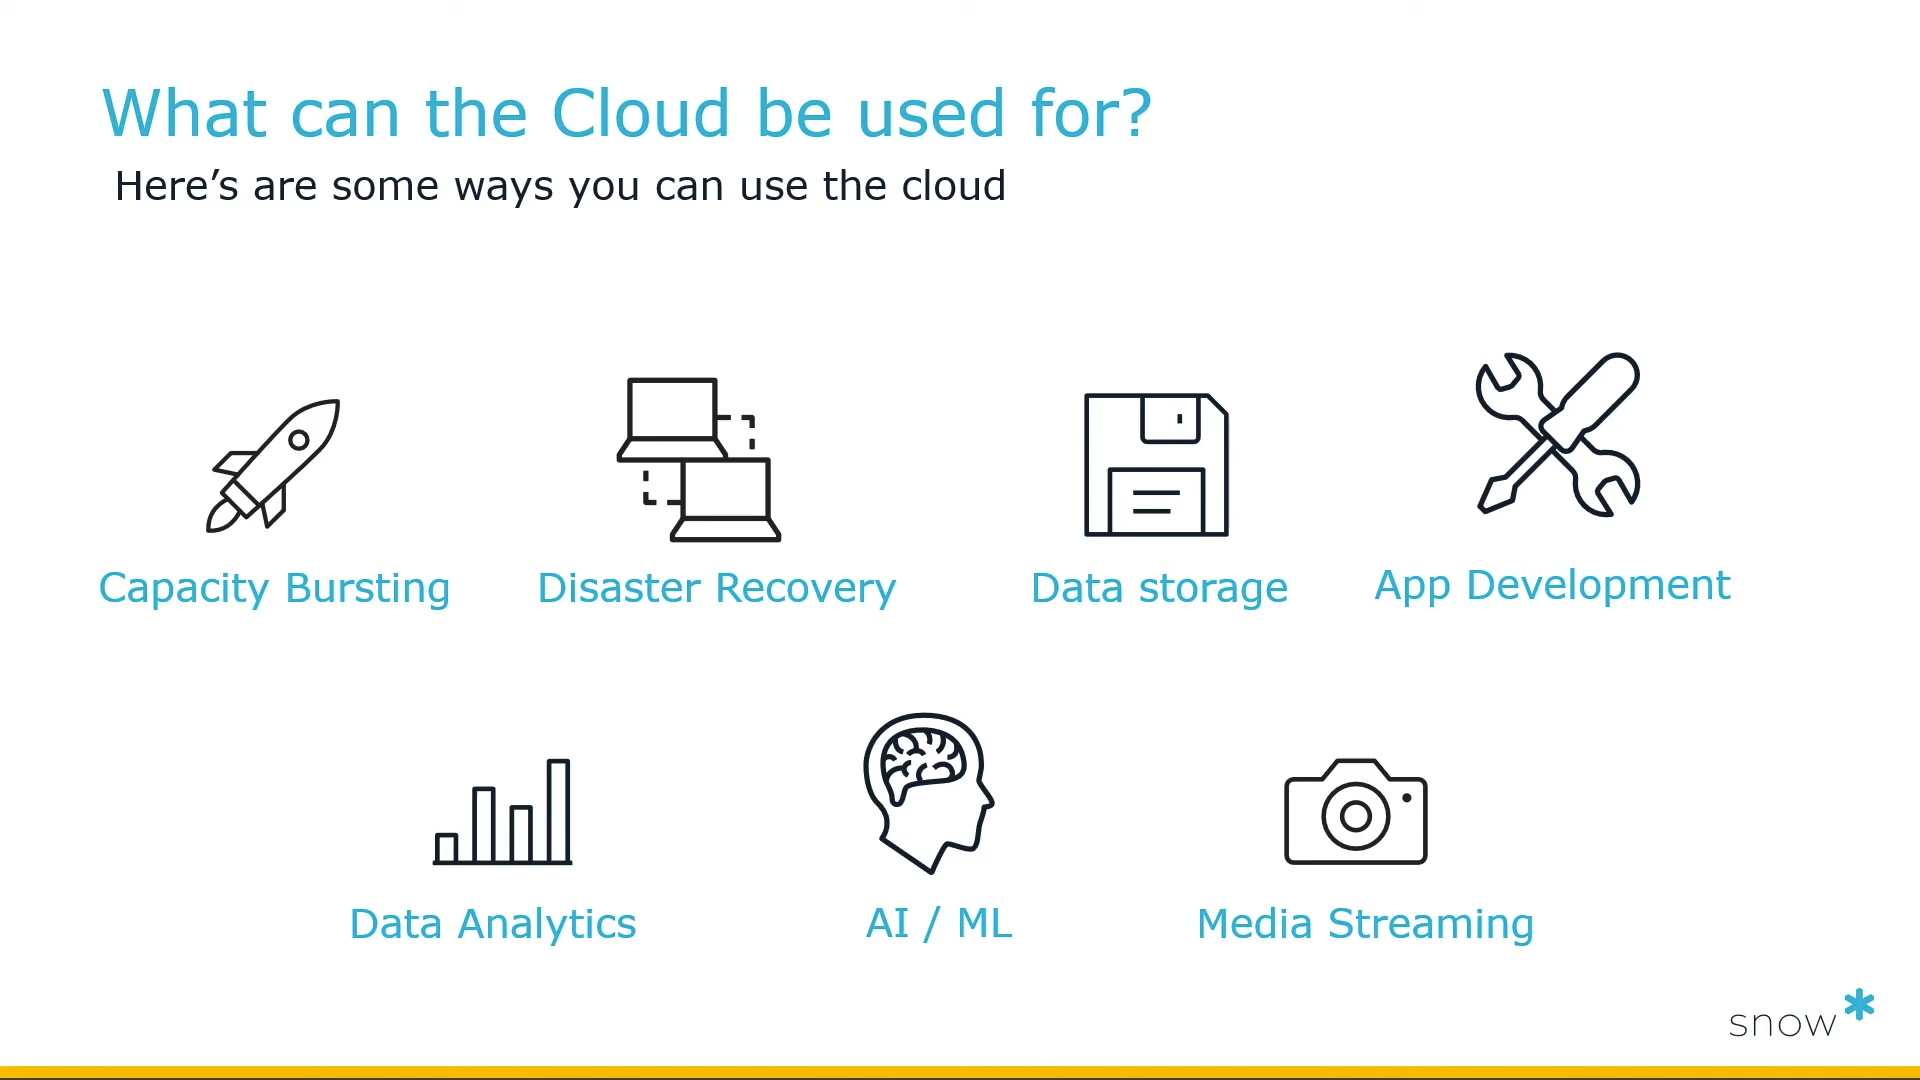 What can the Cloud be used for?
Here’s are some ways you can use the cloud
Capacity Bursting
Disaster Recovery
Data storage
App Development
Data Analytics
AI / ML
Media Streaming
snow